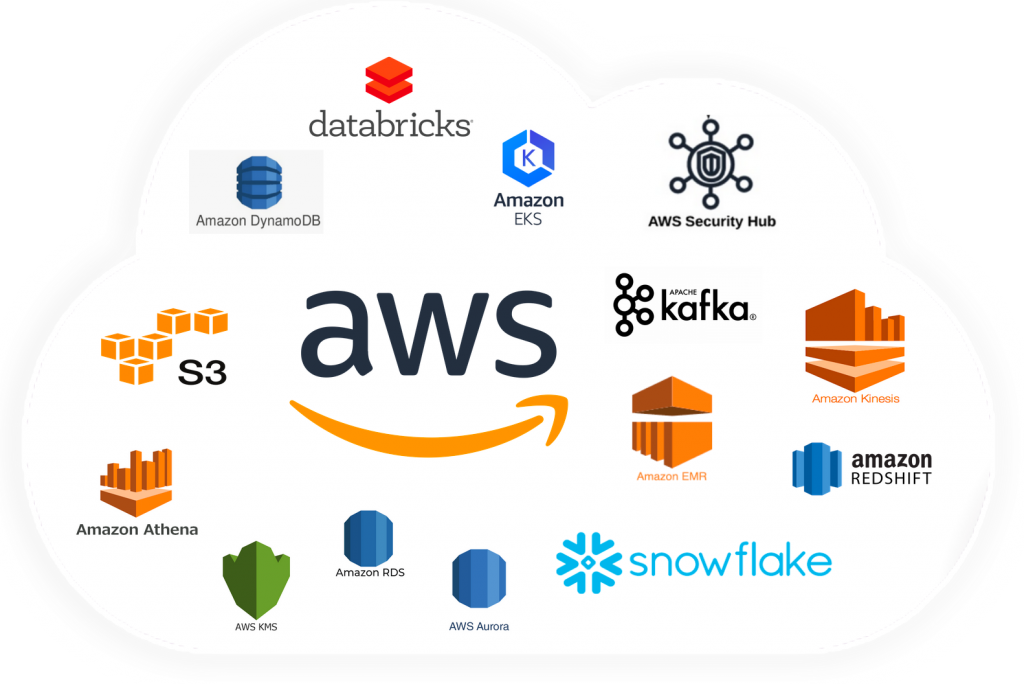 databricks
Amazon DynamoDB
K
Amazon
EKS
AWS Security Hub
aws
APACHE
kafka®
S3
Amazon Kinesis
Amazon EMR
amazon
REDSHIFT
Amazon Athena
Amazon RDS
AWS KMS
AWS Aurora
snowflake